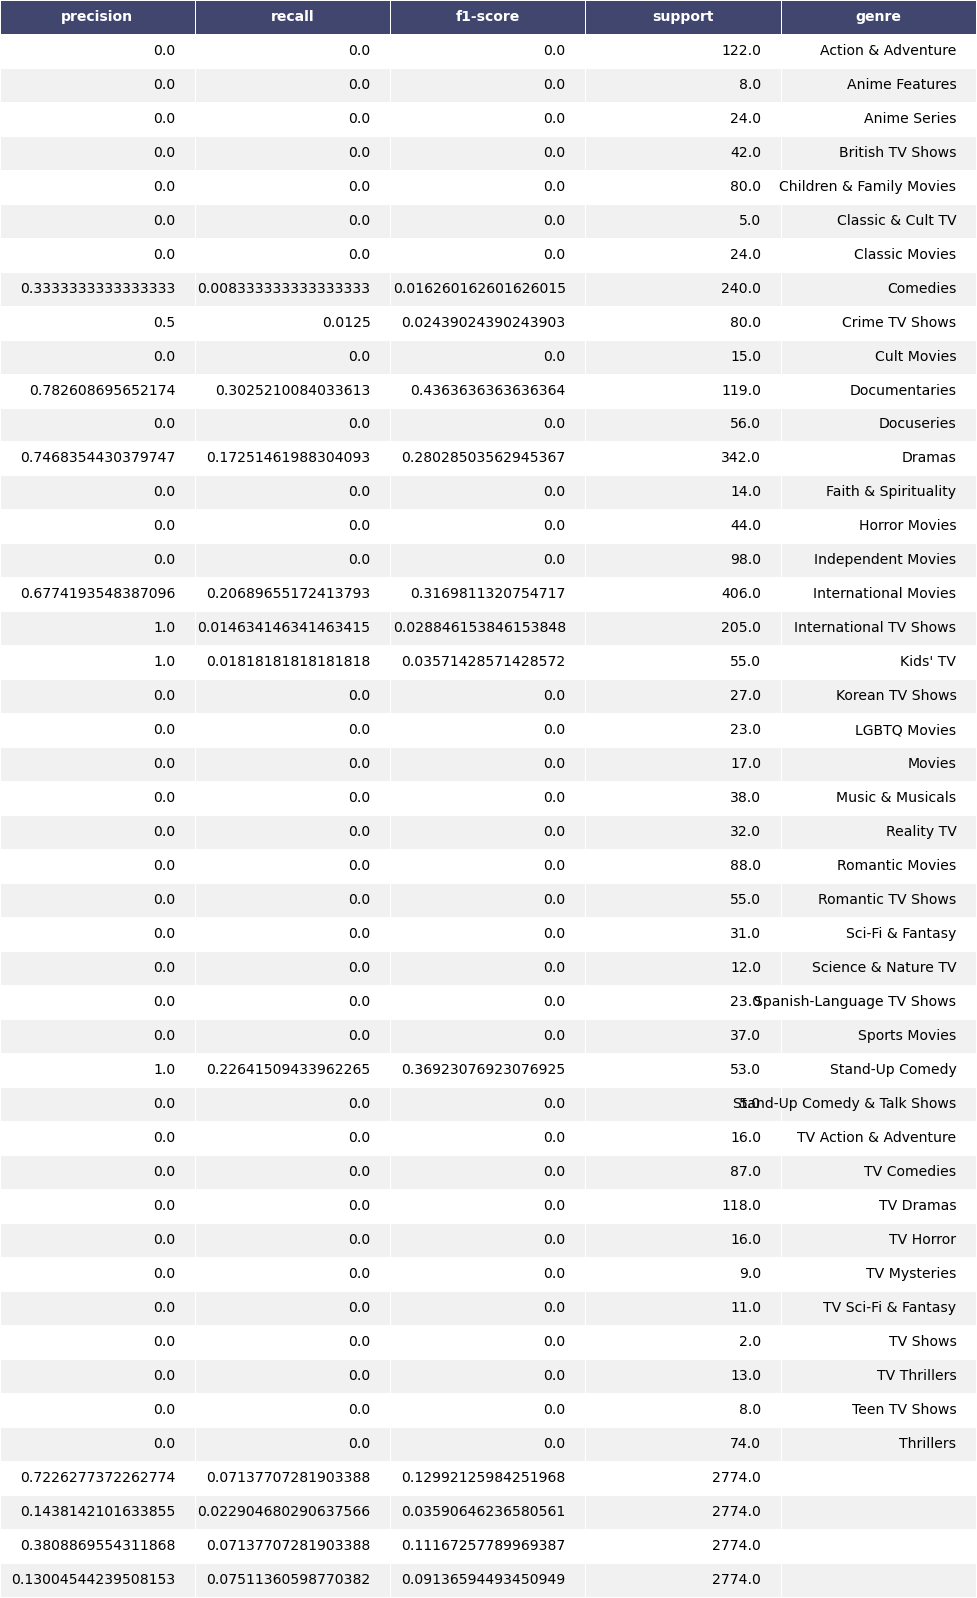 precision recall f1-score support genre
0.0 0.0 0.0 122.0 Action & Adventure
0.0 0.0 0.0 8.0 Anime Features
0.0 0.0 0.0 24.0 Anime Series
0.0 0.0 0.0 42.0 British TV Shows
0.0 0.0 0.0 80.0 Children & Family Movies
0.0 0.0 0.0 5.0 Classic & Cult TV
0.0 0.0 0.0 24.0 Classic Movies
0.3333333333333333 0.008333333333333333 0.016260162601626015 240.0 Comedies
0.5 0.0125 0.02439024390243903 80.0 Crime TV Shows
0.0 0.0 0.0 15.0 Cult Movies
0.782608695652174 0.3025210084033613 0.4363636363636364 119.0 Documentaries
0.0 0.0 0.0 56.0 Docuseries
0.7468354430379747 0.17251461988304093 0.28028503562945367 342.0 Dramas
0.0 0.0 0.0 14.0 Faith & Spirituality
0.0 0.0 0.0 44.0 Horror Movies
0.0 0.0 0.0 98.0 Independent Movies
0.6774193548387096 0.20689655172413793 0.3169811320754717 406.0 International Movies
1.0 0.014634146341463415 0.028846153846153848 205.0 International TV Shows
1.0 0.01818181818181818 0.03571428571428572 55.0 Kids' TV
0.0 0.0 0.0 27.0 Korean TV Shows
0.0 0.0 0.0 23.0 LGBTQ Movies
0.0 0.0 0.0 17.0 Movies
0.0 0.0 0.0 38.0 Music & Musicals
0.0 0.0 0.0 32.0 Reality TV
0.0 0.0 0.0 88.0 Romantic Movies
0.0 0.0 0.0 55.0 Romantic TV Shows
0.0 0.0 0.0 31.0 Sci-Fi & Fantasy
0.0 0.0 0.0 12.0 Science & Nature TV
0.0 0.0 0.0 23.0 Spanish-Language TV Shows
0.0 0.0 0.0 37.0 Sports Movies
1.0 0.22641509433962265 0.36923076923076925 53.0 Stand-Up Comedy
0.0 0.0 0.0 5.0 Stand-Up Comedy & Talk Shows
0.0 0.0 0.0 16.0 TV Action & Adventure
0.0 0.0 0.0 87.0 TV Comedies
0.0 0.0 0.0 118.0 TV Dramas
0.0 0.0 0.0 16.0 TV Horror
0.0 0.0 0.0 9.0 TV Mysteries
0.0 0.0 0.0 11.0 TV Sci-Fi & Fantasy
0.0 0.0 0.0 2.0 TV Shows
0.0 0.0 0.0 13.0 TV Thrillers
0.0 0.0 0.0 8.0 Teen TV Shows
0.0 0.0 0.0 74.0 Thrillers
0.7226277372262774 0.07137707281903388 0.12992125984251968 2774.0
0.1438142101633855 0.022904680290637566 0.03590646236580561 2774.0
0.3808869554311868 0.07137707281903388 0.11167257789969387 2774.0
0.13004544239508153 0.07511360598770382 0.09136594493450949 2774.0